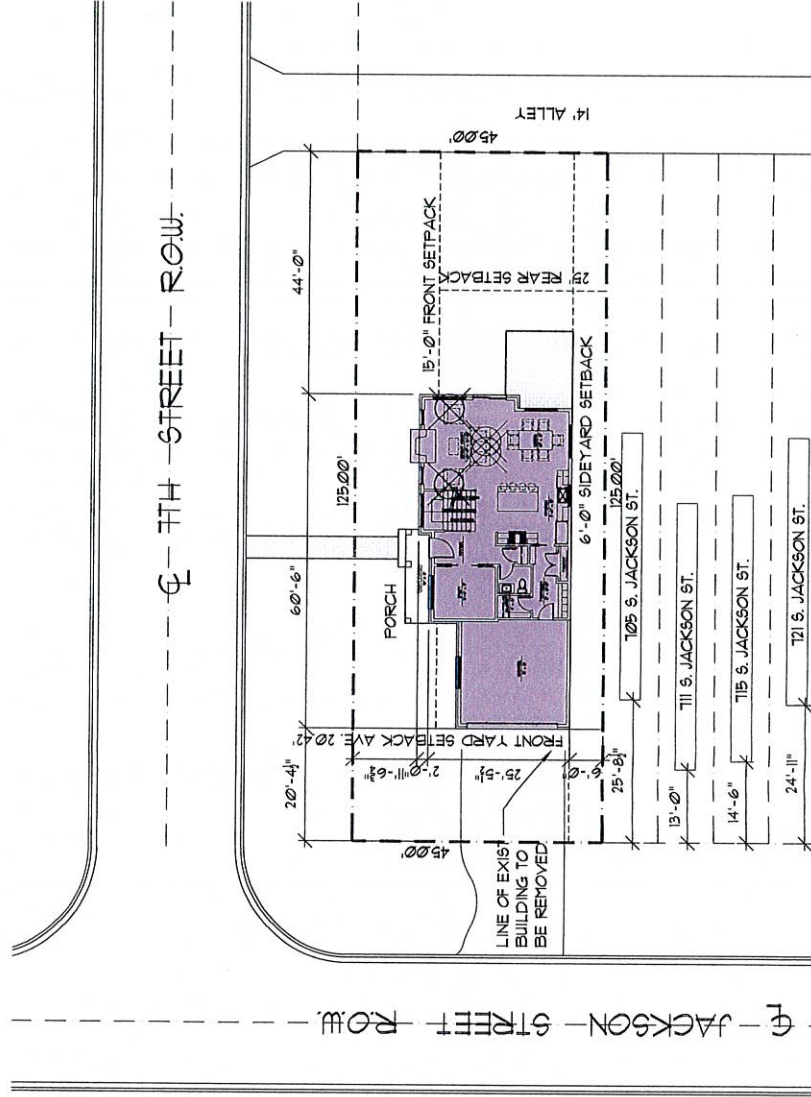 14' ALLEY
45.00'
℄ 7TH STREET R.O.W.
44'-0"
15'-0" FRONT SETPACK
25' REAR SETBACK
125.00'
6'-0" SIDEYARD SETBACK
60'-6"
PORCH
125.00'
705 S. JACKSON ST.
711 S. JACKSON ST.
715 S. JACKSON ST.
721 S. JACKSON ST.
FRONT YARD SETBACK AVE. 20.42'
20'-4½"
2'-0"
25'-5½"
6'-0"
25'-8½"
13'-0"
14'-6"
24'-11"
45.00'
LINE OF EXIST
BUILDING TO
BE REMOVED
℄ JACKSON STREET R.O.W.